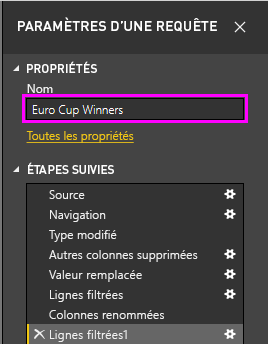 PARAMÈTRES D'UNE REQUÊTE
PROPRIÉTÉS
Nom
Euro Cup Winners
Toutes les propriétés
ÉTAPES SUIVIES
Source
Navigation
Type modifié
Autres colonnes supprimées
Valeur remplacée
Lignes filtrées
Colonnes renommées
Lignes filtrées1